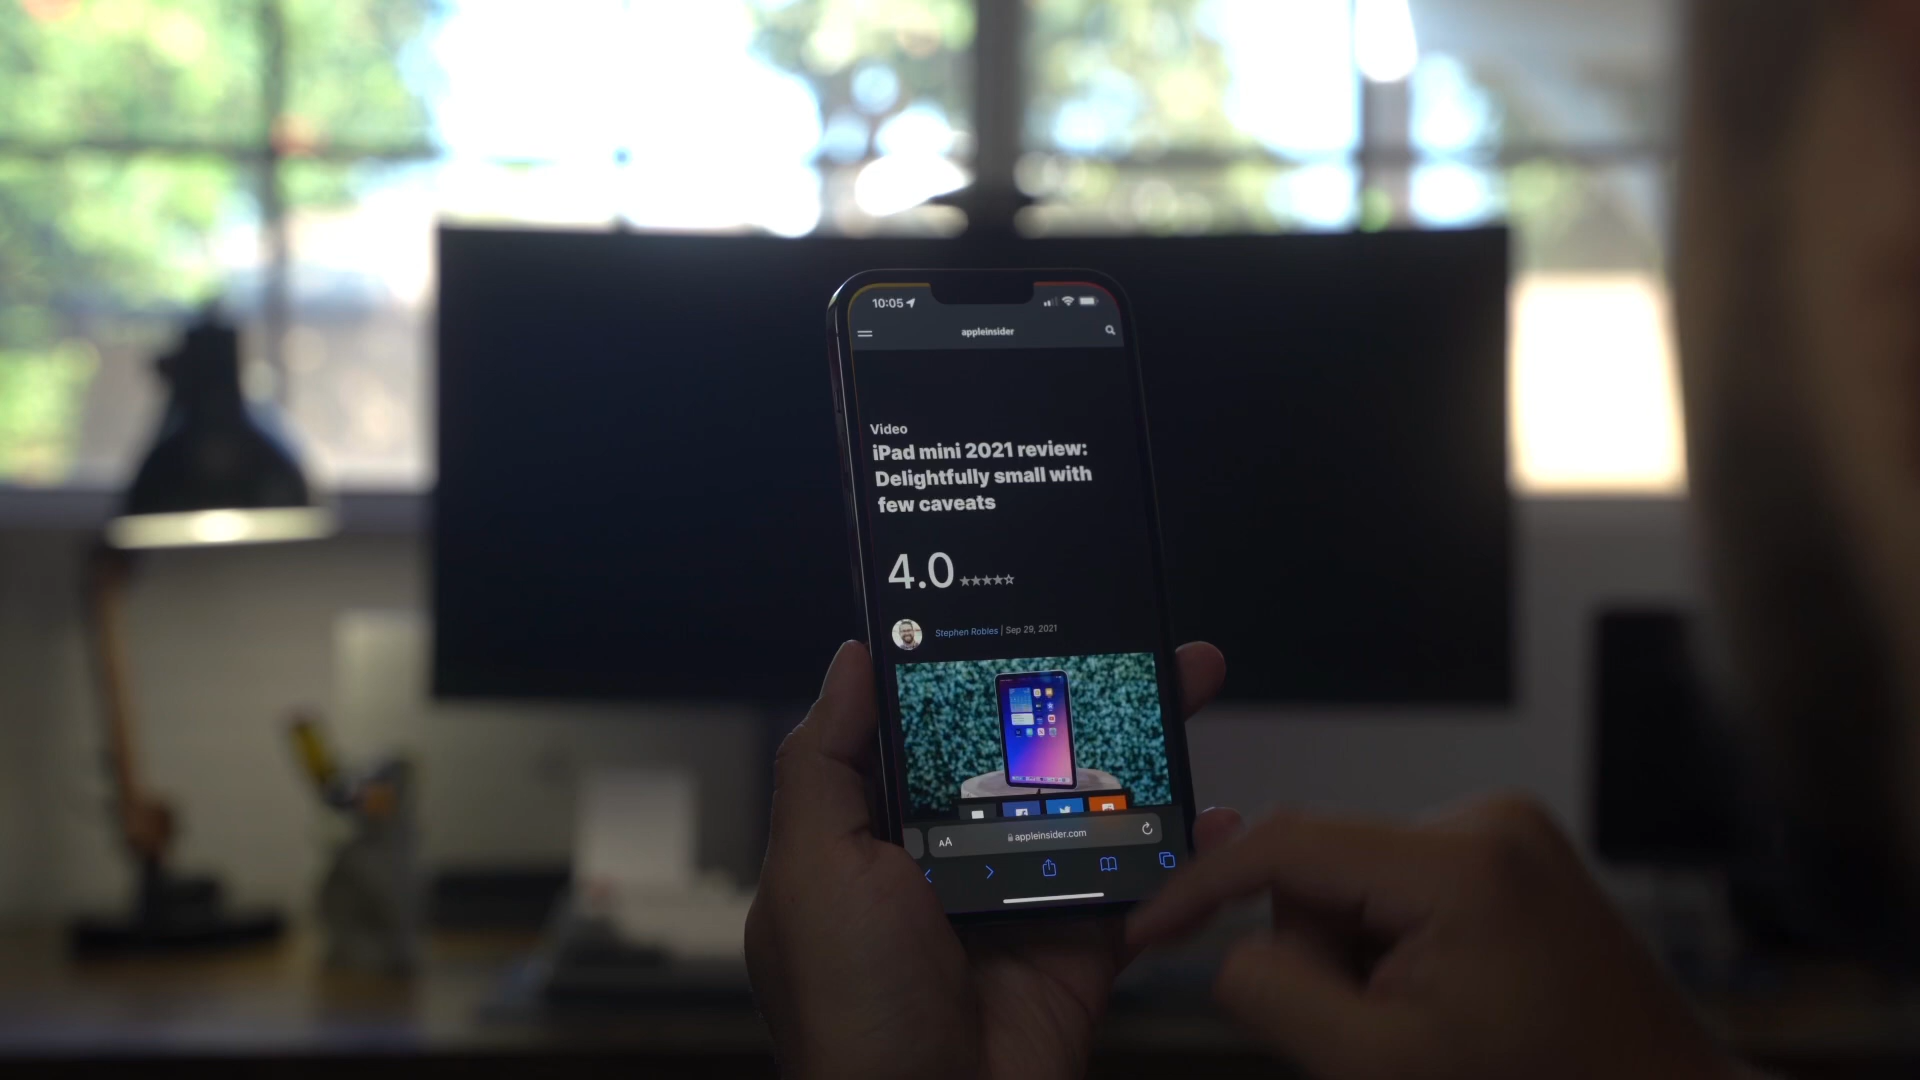 10:05
appleinsider
Video
iPad mini 2021 review:
Delightfully small with
few caveats
4.0 ★★★★☆
Stephen Robles | Sep 29, 2021
AA appleinsider.com